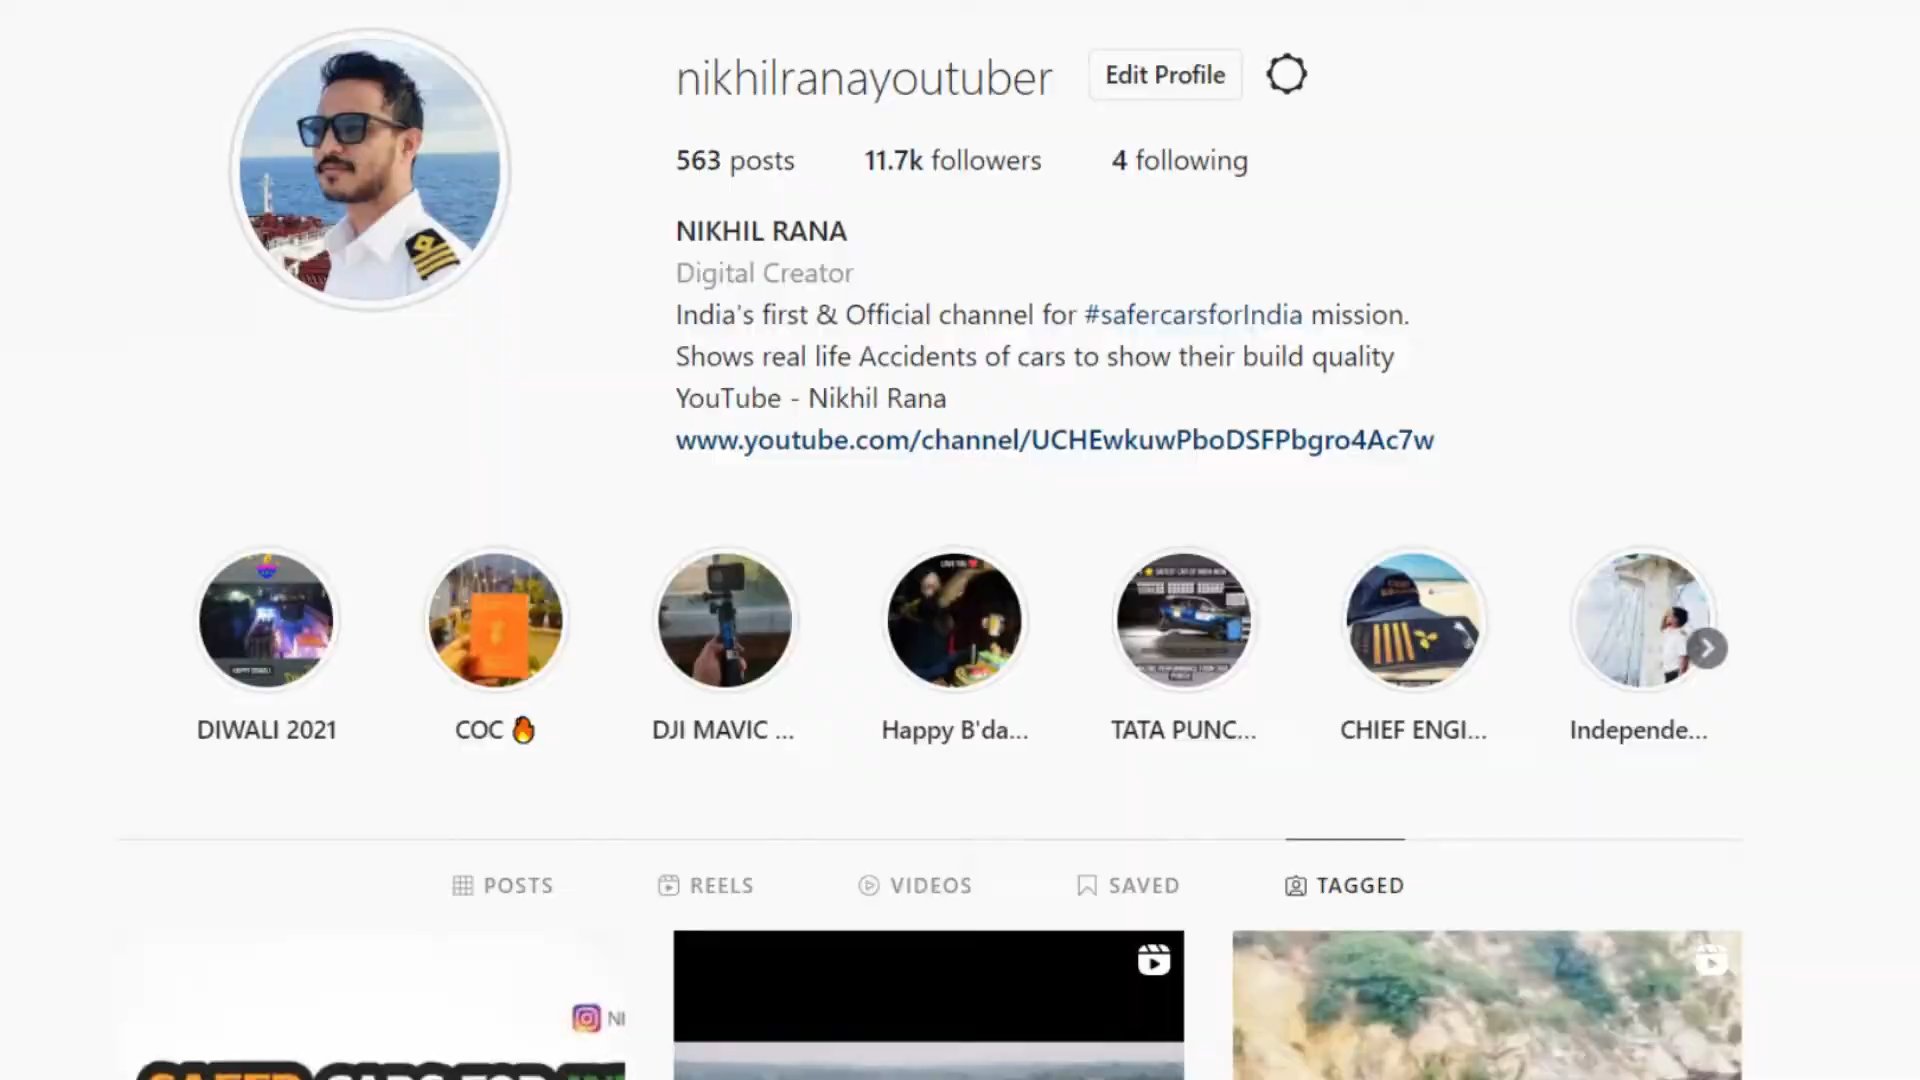 nikhilranayoutuber
Edit Profile
563 posts
11.7k followers
4 following
NIKHIL RANA
Digital Creator
India's first & Official channel for #safercarsforIndia mission.
Shows real life Accidents of cars to show their build quality
YouTube - Nikhil Rana
www.youtube.com/channel/UCHEwkuwPboDSFPbgro4Ac7w
DIWALI 2021
COC 🔥
DJI MAVIC ...
Happy B'da...
TATA PUNC...
CHIEF ENGI...
Independe...
POSTS
REELS
VIDEOS
SAVED
TAGGED
SAFER CARS FOR